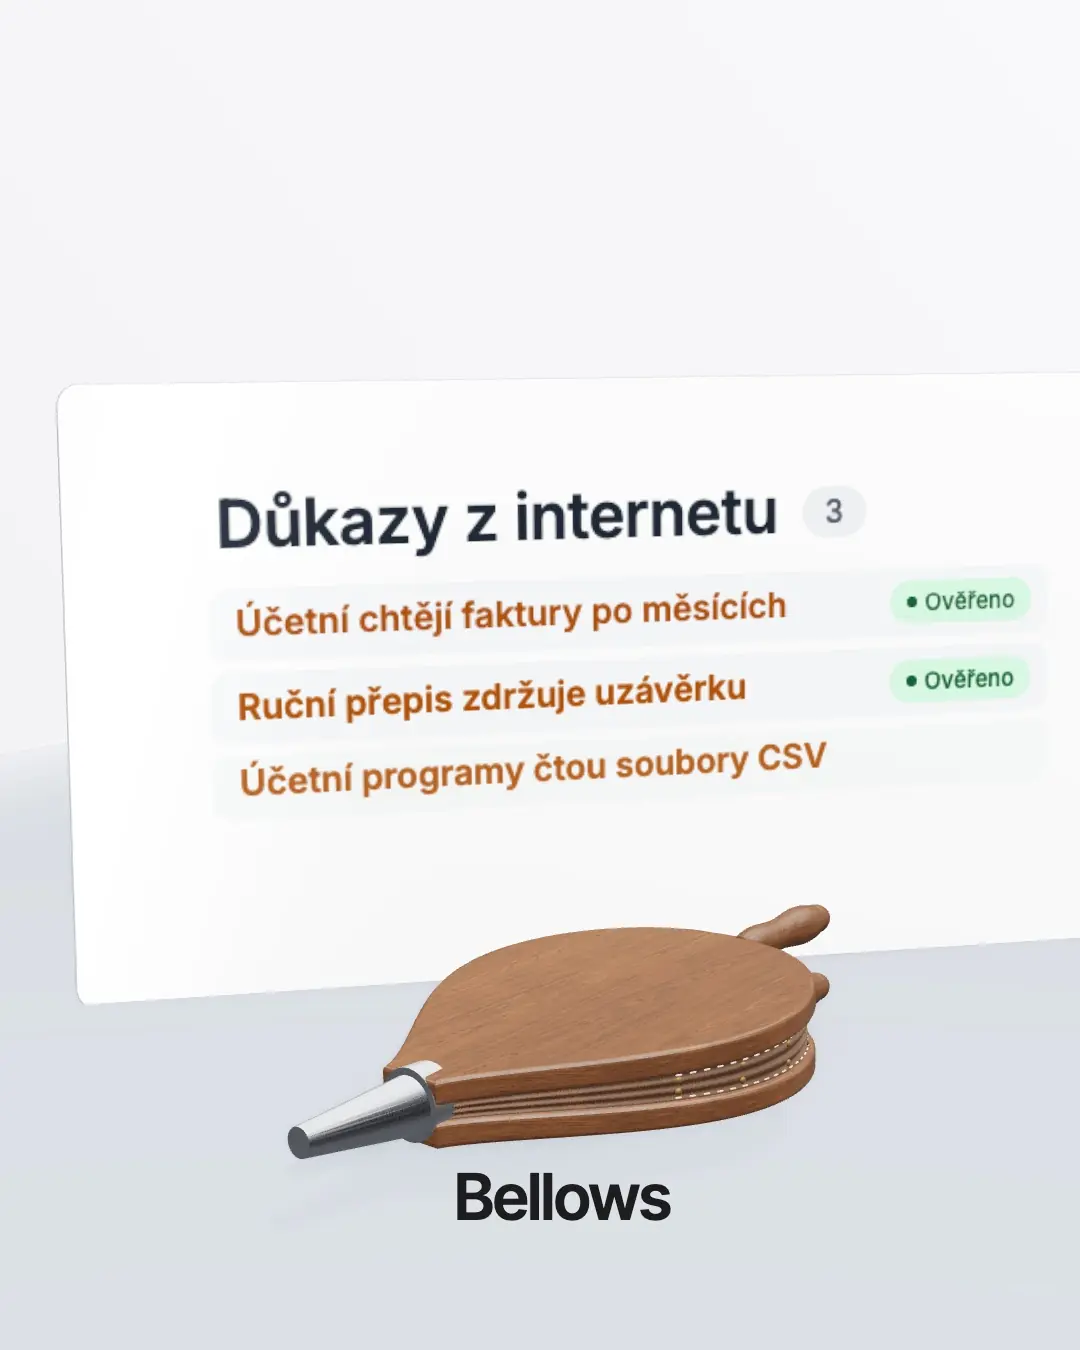 Důkazy z internetu 3
Účetní chtějí faktury po měsících
Ověřeno
Ruční přepis zdržuje uzávěrku
Ověřeno
Účetní programy čtou soubory CSV
Bellows